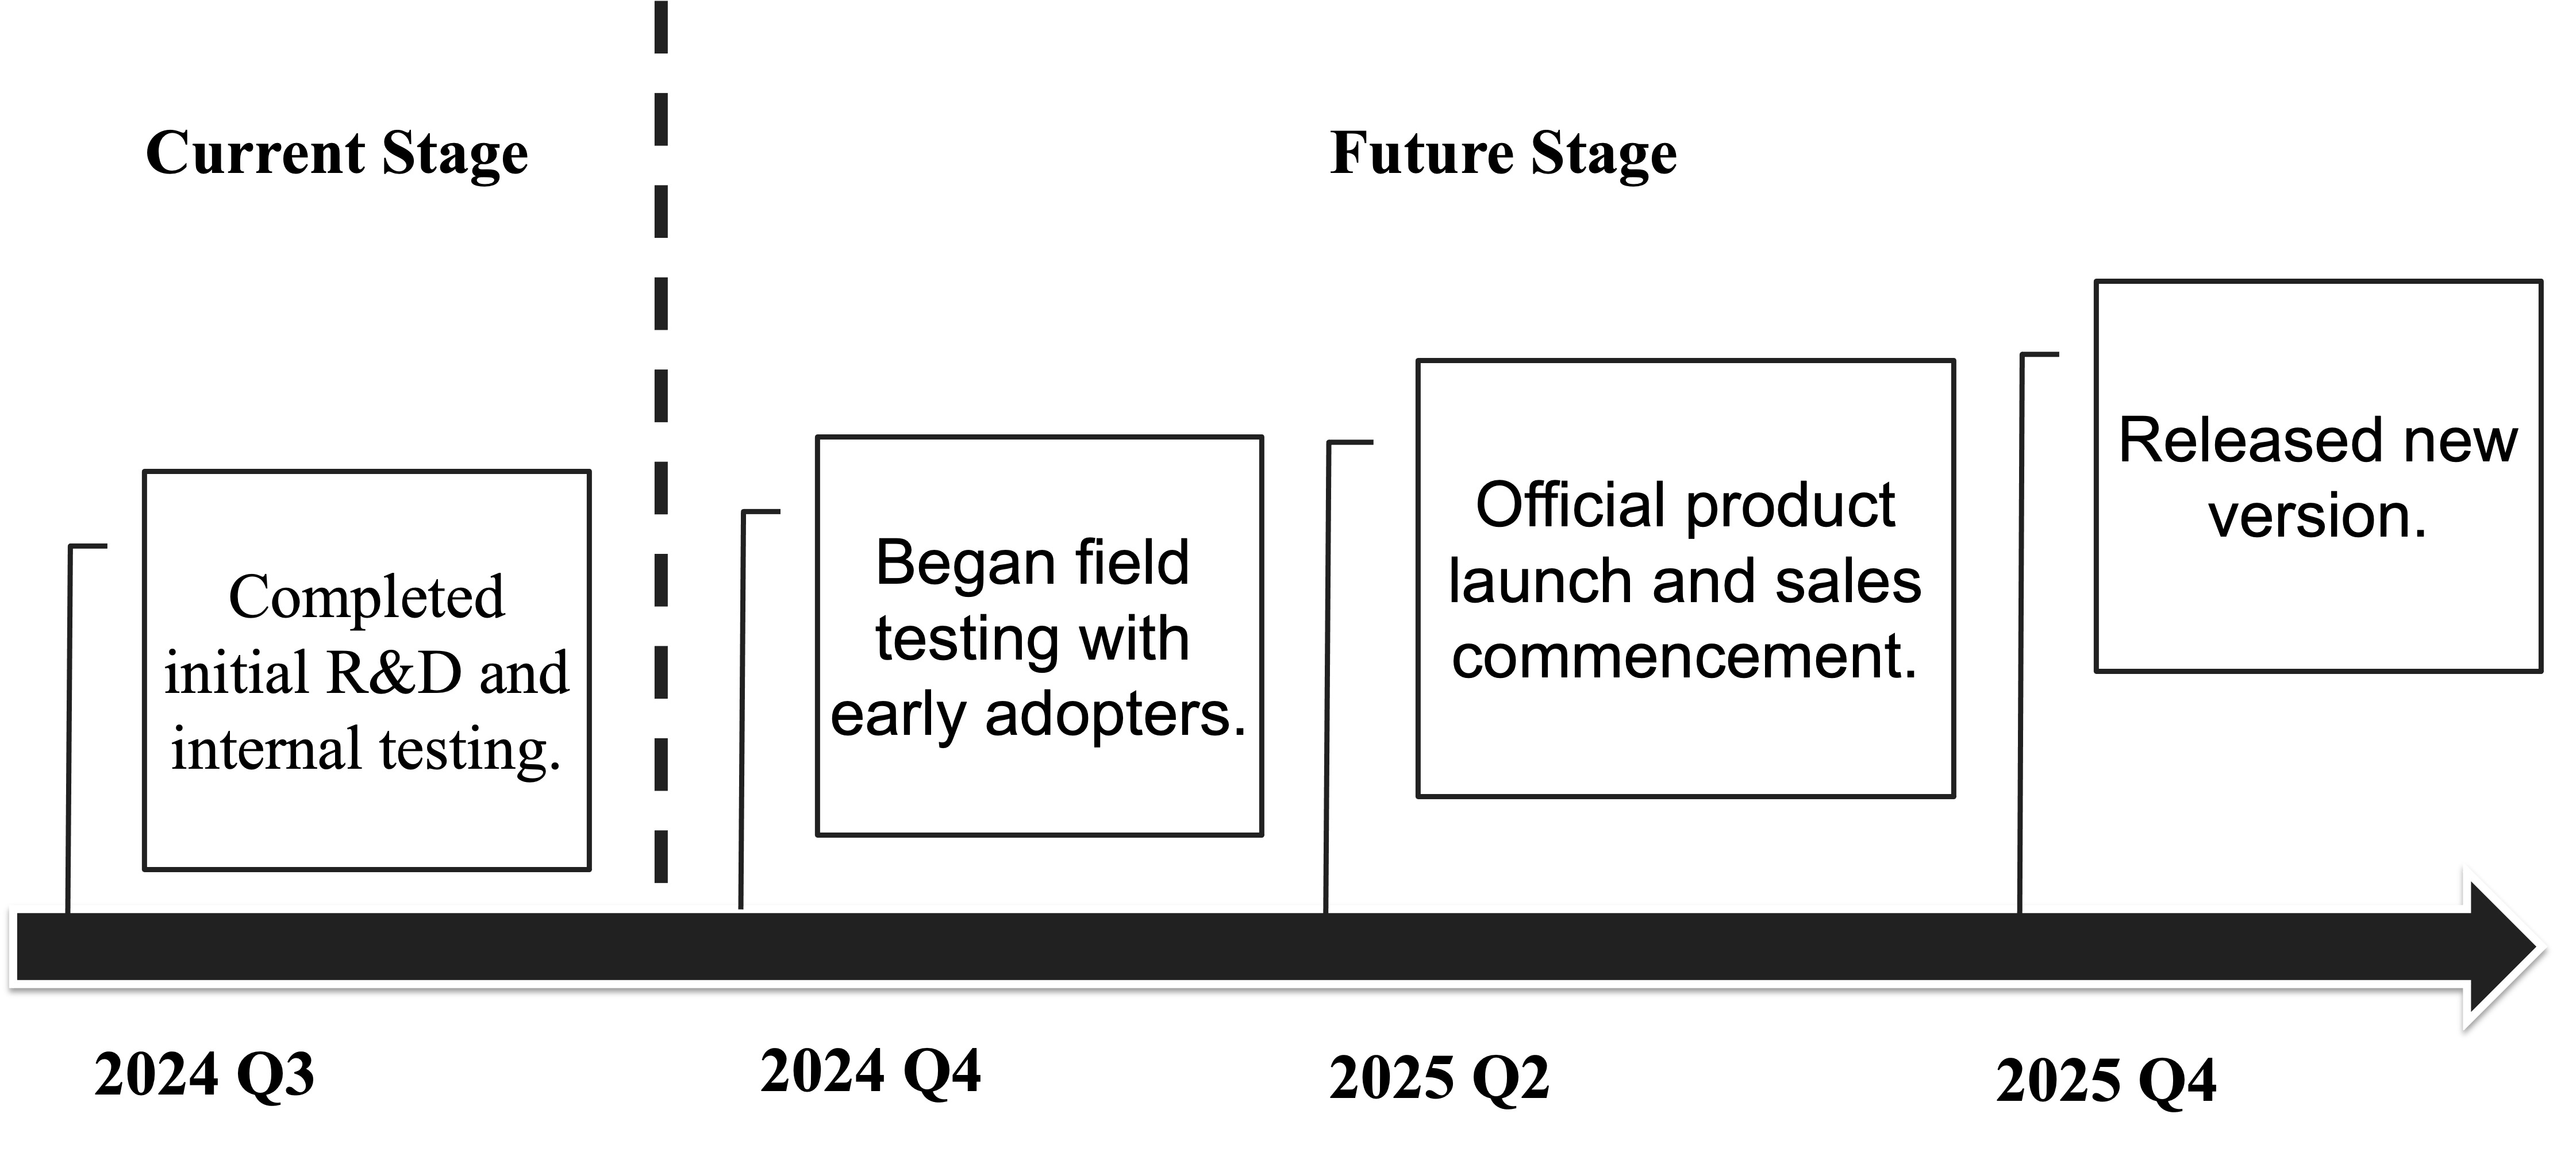 Current Stage
Future Stage
Completed
initial R&D and
internal testing.
Began field
testing with
early adopters.
Official product
launch and sales
commencement.
Released new
version.
2024 Q3
2024 Q4
2025 Q2
2025 Q4